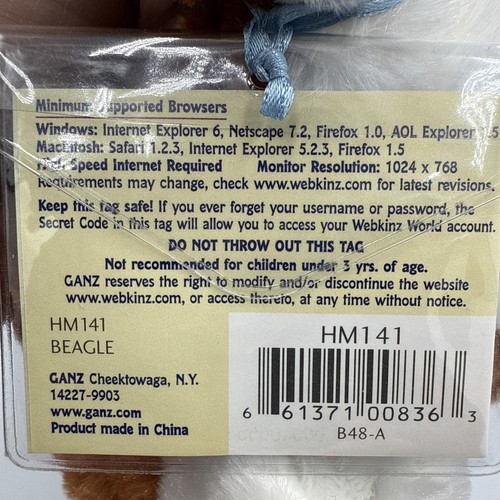 Minimum Supported Browsers
Windows: Internet Explorer 6, Netscape 7.2, Firefox 1.0, AOL Explorer 1.5
Macintosh: Safari 1.2.3, Internet Explorer 5.2.3, Firefox 1.5
High Speed Internet Required Monitor Resolution: 1024 x 768
Requirements may change, check www.webkinz.com for latest revisions.
Keep this tag safe! If you ever forget your username or password, the
Secret Code in this tag will allow you to access your Webkinz World account.
DO NOT THROW OUT THIS TAG
Not recommended for children under 3 yrs. of age.
GANZ reserves the right to modify and/or discontinue the website
www.webkinz.com, or access thereto, at any time without notice.
HM141
BEAGLE
GANZ Cheektowaga, N.Y.
14227-9903
www.ganz.com
Product made in China
HM141
6 61371 00836 3
B48-A